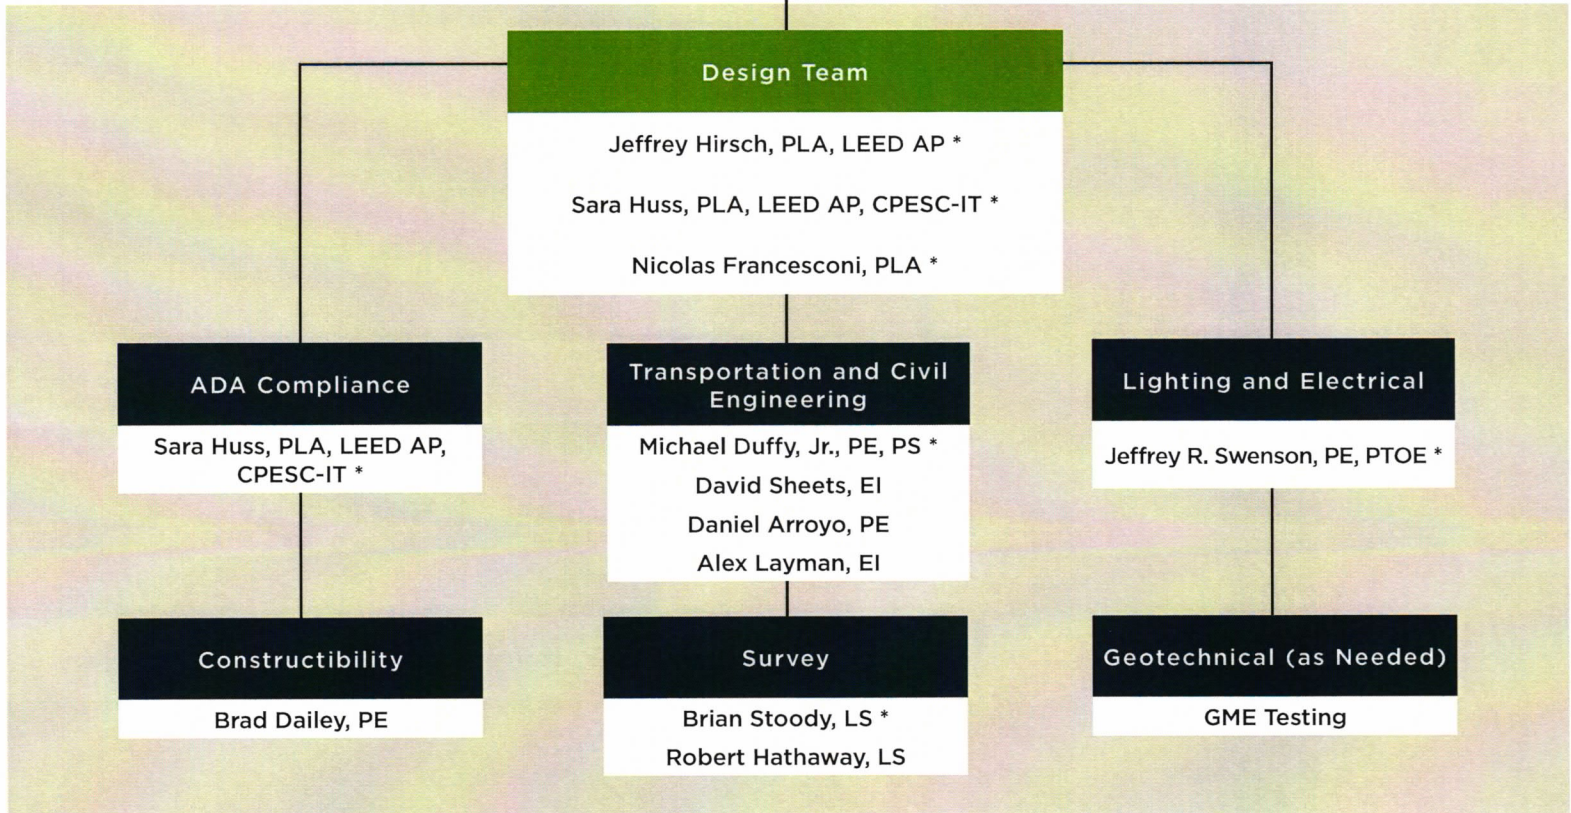 Design Team
Jeffrey Hirsch, PLA, LEED AP *
Sara Huss, PLA, LEED AP, CPESC-IT *
Nicolas Francesconi, PLA *
ADA Compliance
Sara Huss, PLA, LEED AP,
CPESC-IT *
Transportation and Civil
Engineering
Michael Duffy, Jr., PE, PS *
David Sheets, EI
Daniel Arroyo, PE
Alex Layman, EI
Lighting and Electrical
Jeffrey R. Swenson, PE, PTOE *
Constructibility
Brad Dailey, PE
Survey
Brian Stoody, LS *
Robert Hathaway, LS
Geotechnical (as Needed)
GME Testing